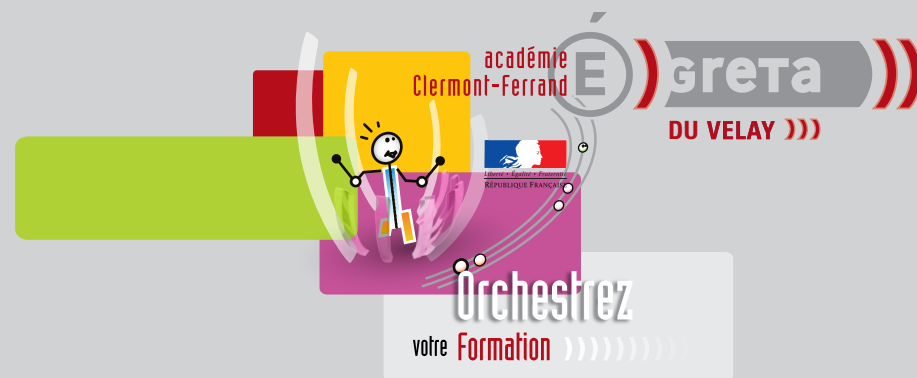 académie
Clermont-Ferrand
É
GRETA
DU VELAY
Liberté • Égalité • Fraternité
RÉPUBLIQUE FRANÇAISE
Orchestrez
votre Formation